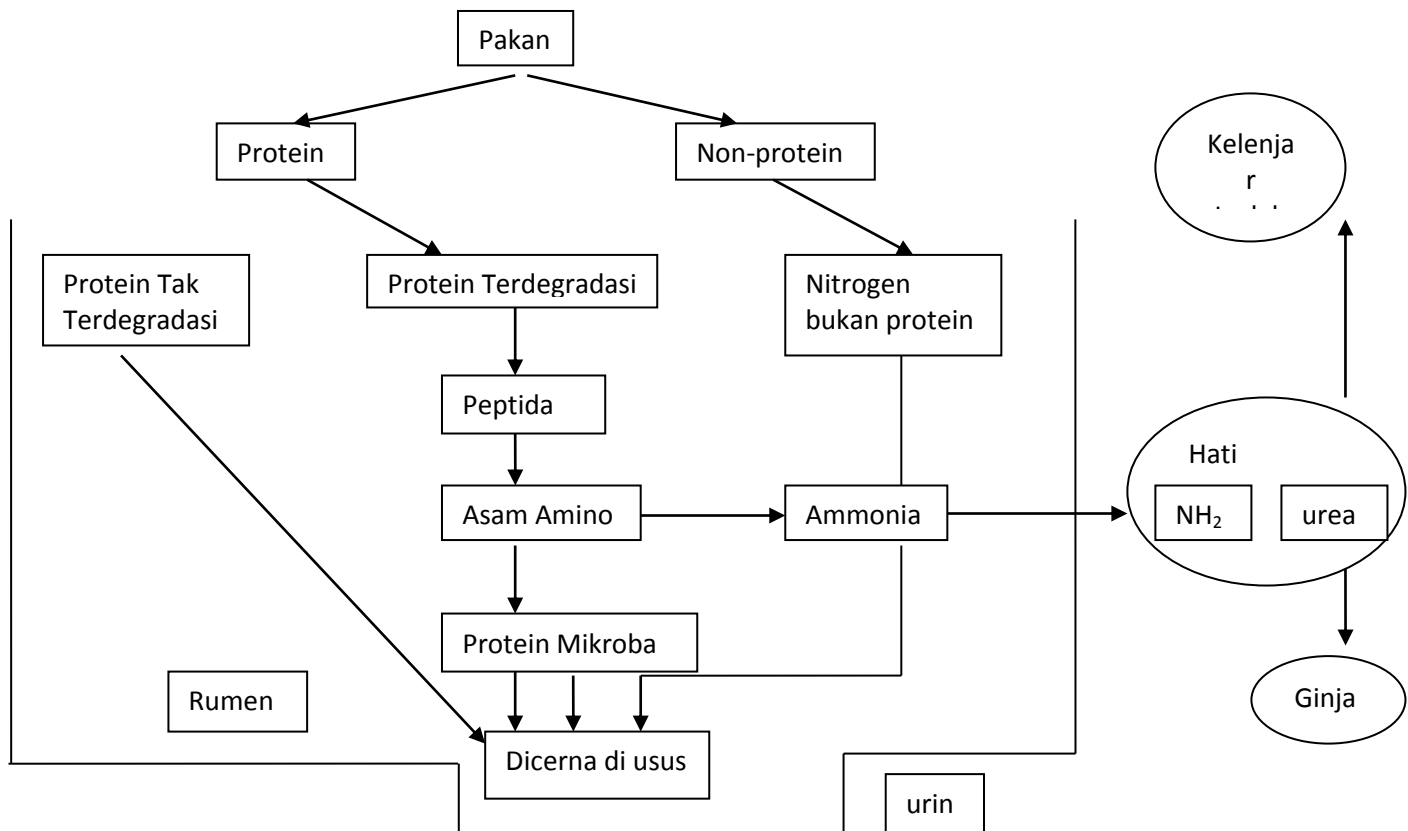 Pakan
Protein
Non-protein
Kelenja
r
Protein Tak
Terdegradasi
Protein Terdegradasi
Nitrogen
bukan protein
Peptida
Hati
Asam Amino
Ammonia
NH₂
urea
Protein Mikroba
Rumen
Ginja
Dicerna di usus
urin